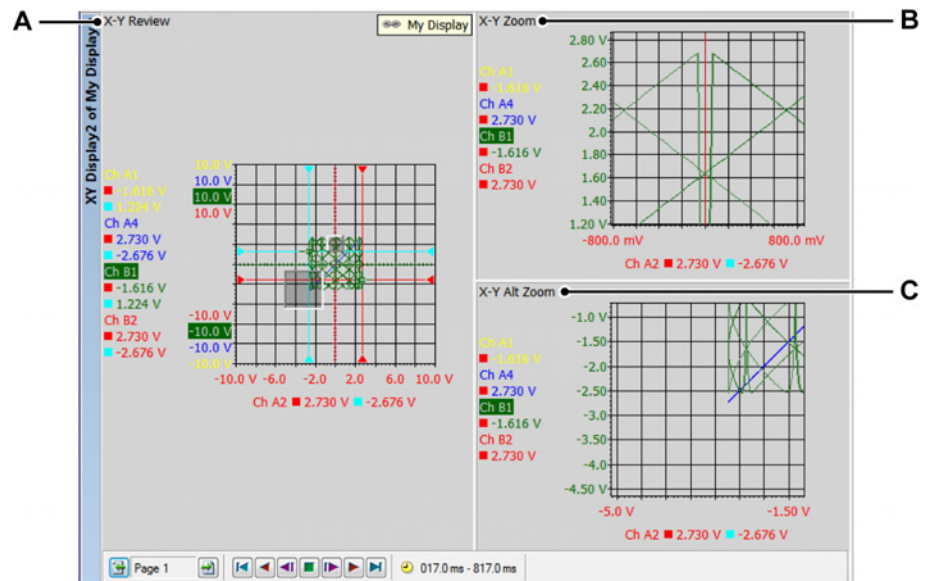 A
X-Y Review
My Display
X-Y Zoom
B
XY Display2 of My Display
Ch A1
-1.616 V
1.224 V
Ch A4
2.730 V
-2.676 V
Ch B1
-1.616 V
1.224 V
Ch B2
2.730 V
-2.676 V
10.0 V
10.0 V
10.0 V
10.0 V
-10.0 V
-10.0 V
-10.0 V
-10.0 V
-10.0 V -6.0 -2.0 2.0 6.0 10.0 V
Ch A2 2.730 V -2.676 V
Ch A1
-1.616 V
Ch A4
2.730 V
Ch B1
-1.616 V
Ch B2
2.730 V
2.80 V
2.60
2.40
2.20
2.0
1.80
1.60
1.40
1.20 V
-800.0 mV 800.0 mV
Ch A2 2.730 V -2.676 V
X-Y Alt Zoom
C
Ch A1
-1.616 V
Ch A4
2.730 V
Ch B1
-1.616 V
Ch B2
2.730 V
-1.0 V
-1.50
-2.0
-2.50
-3.0
-3.50
-4.0
-4.50 V
-5.0 V -1.50 V
Ch A2 2.730 V -2.676 V
Page 1
017.0 ms - 817.0 ms